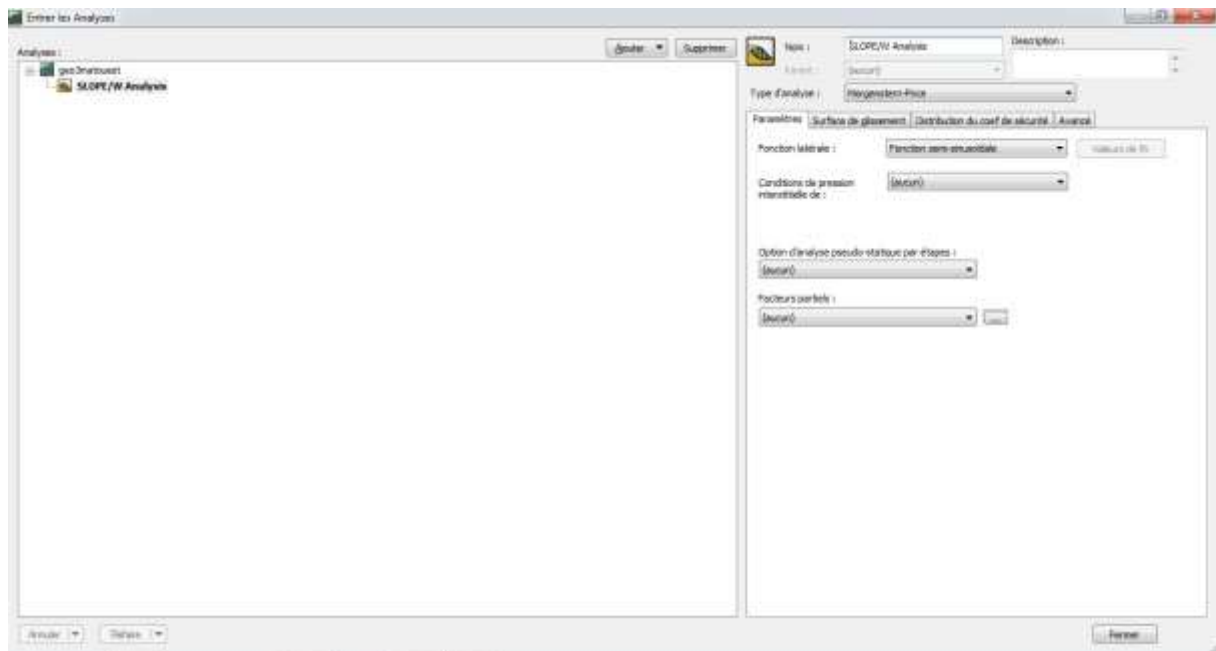 Entrer les Analyses
Analyses :
Ajouter
Supprimer
geo3matouest
SLOPE/W Analysis
Nom :
SLOPE/W Analysis
Description :
Parent :
(aucun)
Type d'analyse :
Morgenstern-Price
Paramètres
Surface de glissement
Distribution du coef de sécurité
Avancé
Fonction latérale :
Fonction semi-sinusoïdale
Valeurs de fn
Conditions de pression
interstitielle de :
(aucun)
Option d'analyse pseudo-statique par étapes :
(aucun)
Facteurs partiels :
(aucun)
...
Annuler
Refaire
Fermer